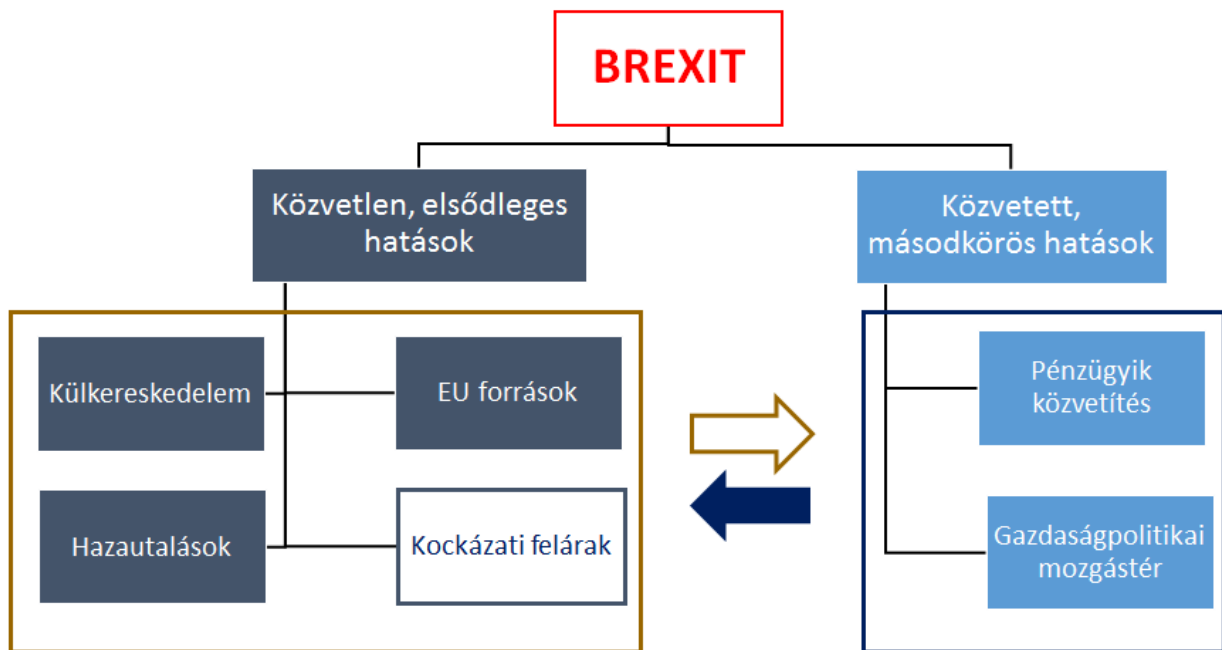 BREXIT
Közvetlen, elsődleges
hatások
Közvetett,
másodkörös hatások
Külkereskedelem
EU források
Hazautalások
Kockázati felárak
Pénzügyik
közvetítés
Gazdaságpolitikai
mozgástér